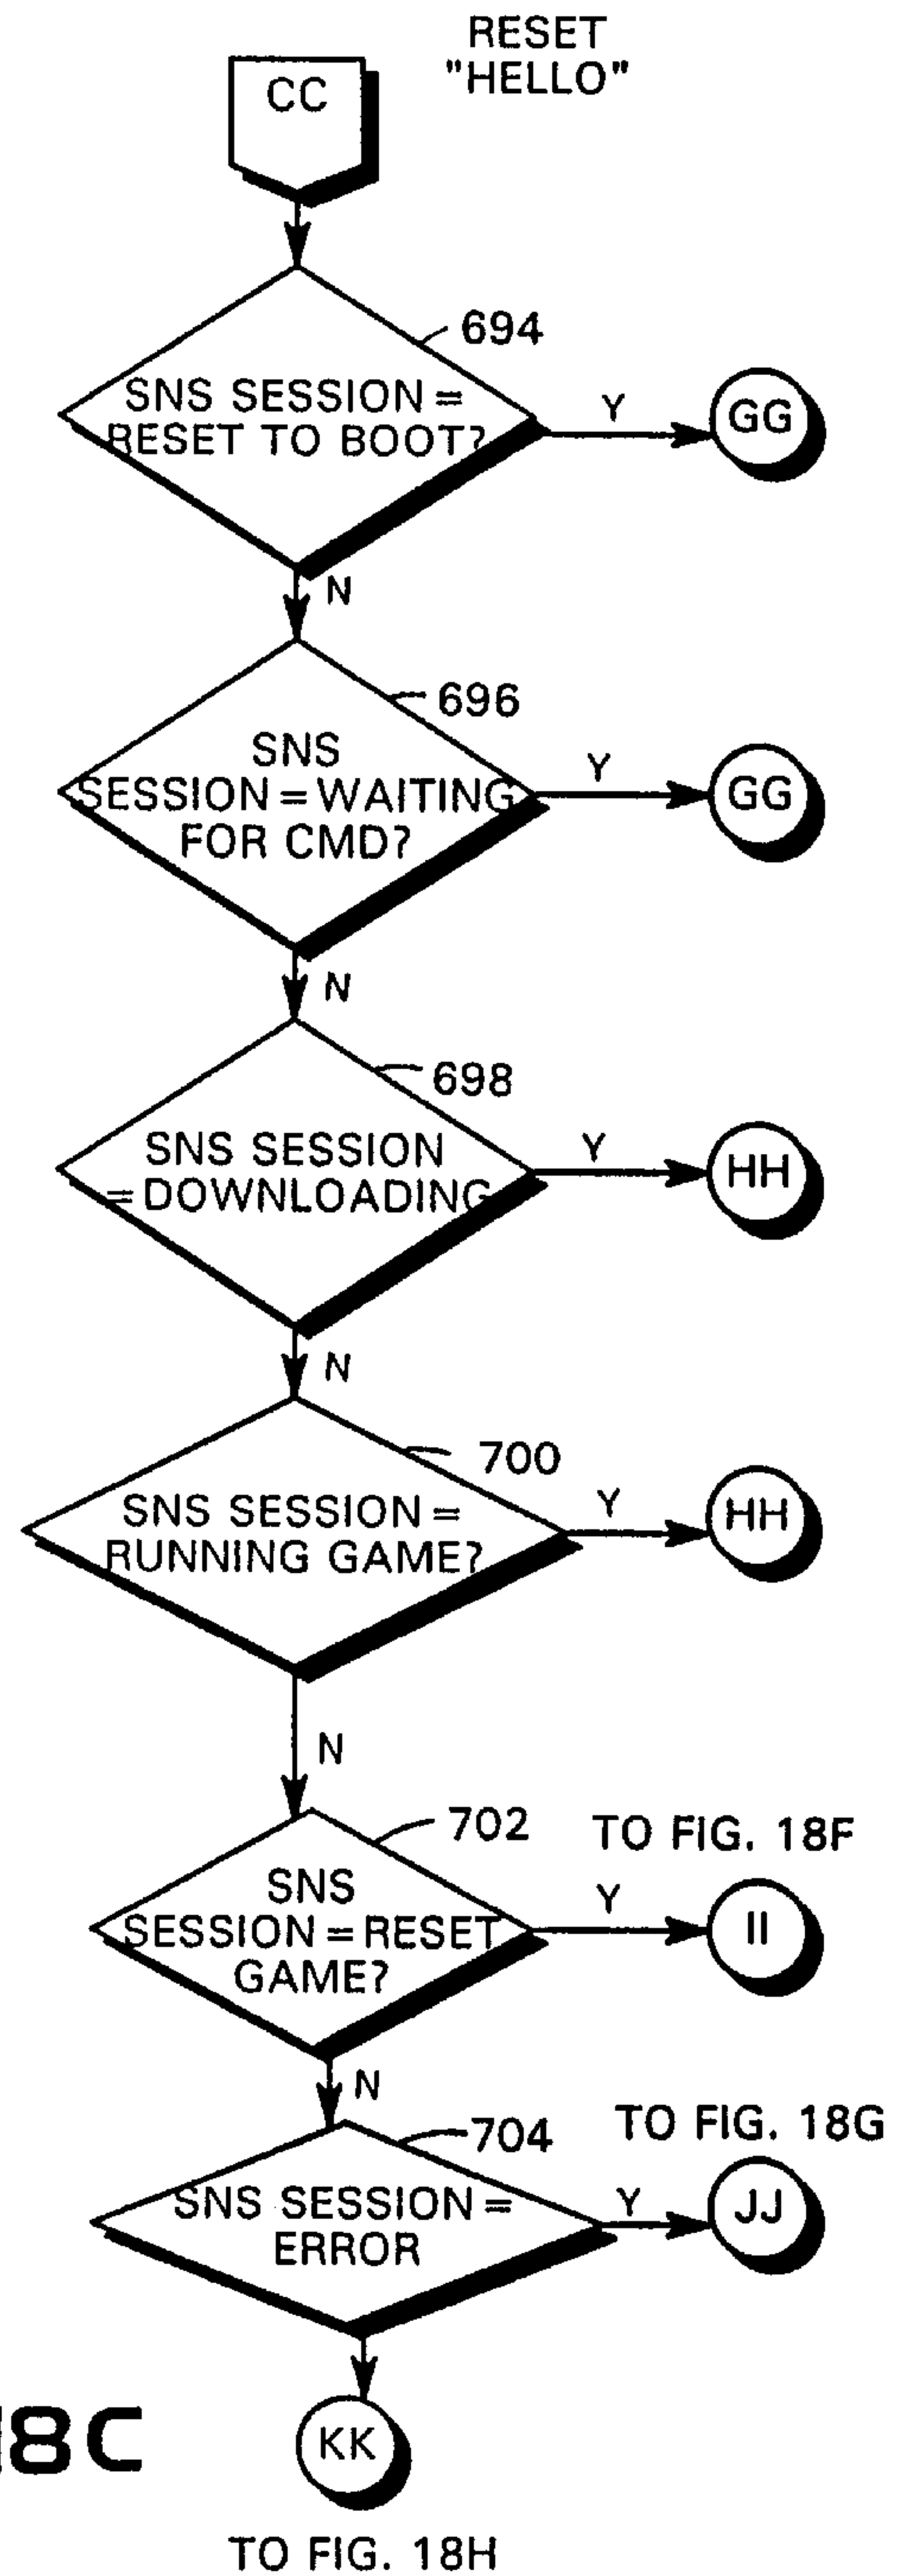 RESET
"HELLO"
CC
694
SNS SESSION =
RESET TO BOOT?
Y
GG
N
696
SNS
SESSION = WAITING
FOR CMD?
Y
GG
N
698
SNS SESSION
= DOWNLOADING
Y
HH
N
700
SNS SESSION =
RUNNING GAME?
Y
HH
N
702
TO FIG. 18F
SNS
SESSION = RESET
GAME?
Y
II
N
704
TO FIG. 18G
SNS SESSION =
ERROR
Y
JJ
KK
8C
TO FIG. 18H